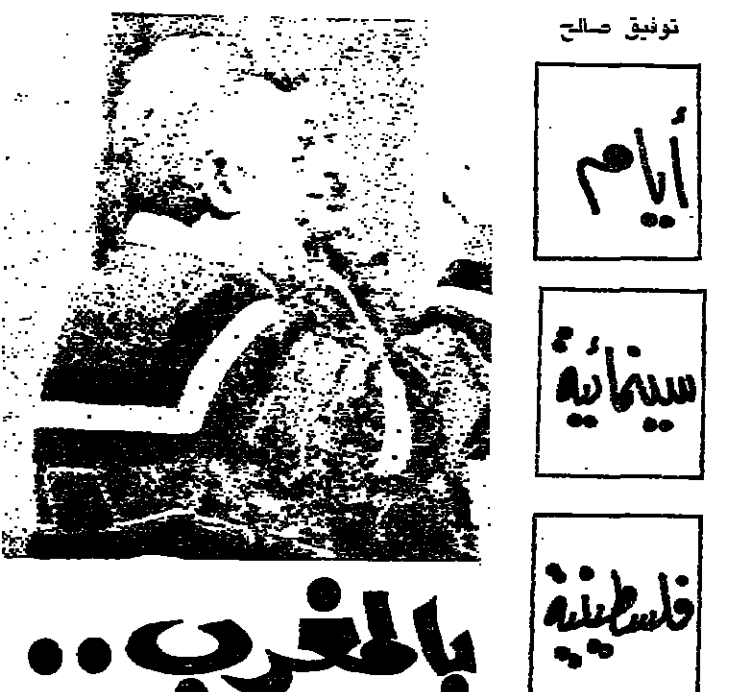 توفيق صالح
أيام
سينمائية
فلسطينية
بالمغرب..